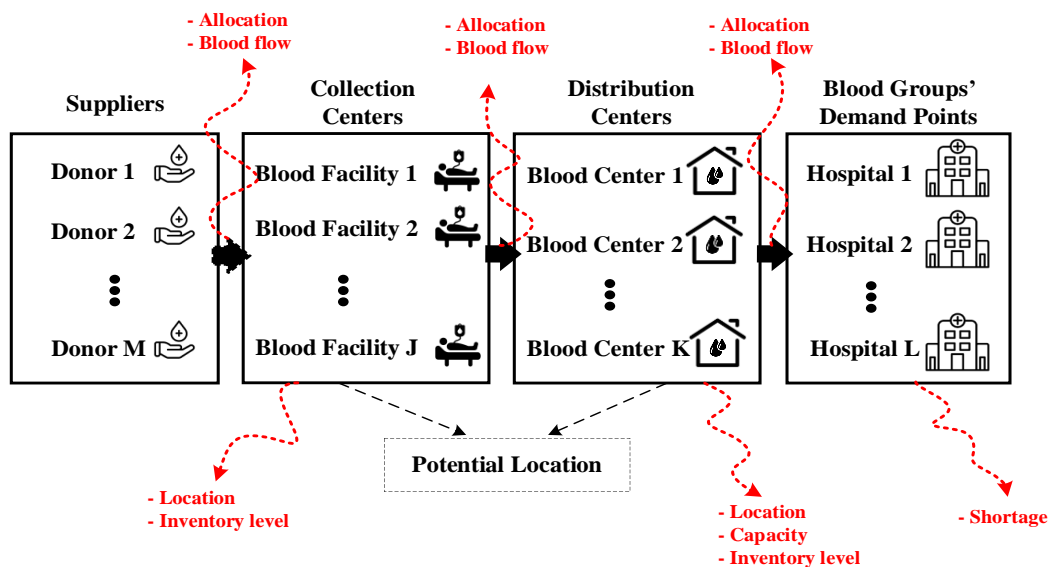 - Allocation
- Blood flow
- Allocation
- Blood flow
- Allocation
- Blood flow
Suppliers
Collection
Centers
Distribution
Centers
Blood Groups’
Demand Points
Donor 1
Donor 2
Donor M
Blood Facility 1
Blood Facility 2
Blood Facility J
Blood Center 1
Blood Center 2
Blood Center K
Hospital 1
Hospital 2
Hospital L
Potential Location
- Location
- Inventory level
- Location
- Capacity
- Inventory level
- Shortage